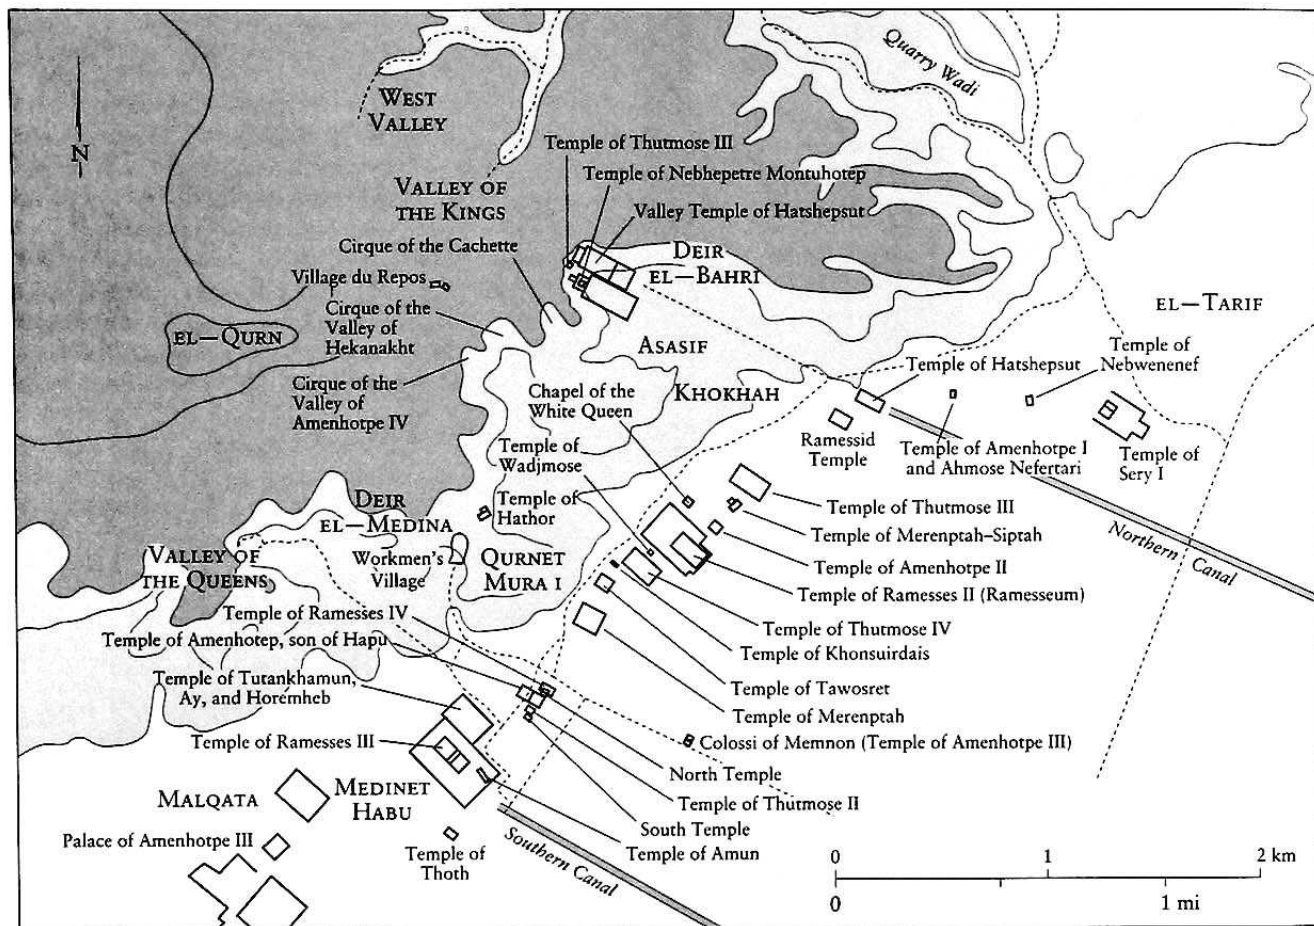 Quarry Wadi
WEST
VALLEY
N
Temple of Thutmose III
Temple of Nebhepetre Montuhotep
VALLEY OF
THE KINGS
Valley Temple of Hatshepsut
Cirque of the Cachette
DEIR
EL–BAHRI
Village du Repos
Cirque of the
Valley of
Hekanakht
EL–TARIF
EL–QURN
ASASIF
Temple of
Nebwenenef
Temple of Hatshepsut
Cirque of the
Valley of
Amenhotpe IV
Chapel of the
White Queen
KHOKHAH
Ramessid
Temple
Temple of Amenhotpe I
and Ahmose Nefertari
Temple of
Sery I
Temple of
Wadjmose
Temple of
Hathor
DEIR
EL–MEDINA
Temple of Thutmose III
Northern Canal
Temple of Merenptah–Siptah
VALLEY OF
THE QUEENS
Workmen's
Village
QURNET
MURA I
Temple of Amenhotpe II
Temple of Ramesses II (Ramesseum)
Temple of Ramesses IV
Temple of Thutmose IV
Temple of Amenhotep, son of Hapu
Temple of Khonsuirdais
Temple of Tutankhamun,
Ay, and Horemheb
Temple of Tawosret
Temple of Merenptah
Temple of Ramesses III
Colossi of Memnon (Temple of Amenhotpe III)
North Temple
MALQATA
MEDINET
HABU
Temple of Thutmose II
South Temple
Palace of Amenhotpe III
Temple of
Thoth
Temple of Amun
Southern Canal
0 1 2 km
0 1 mi